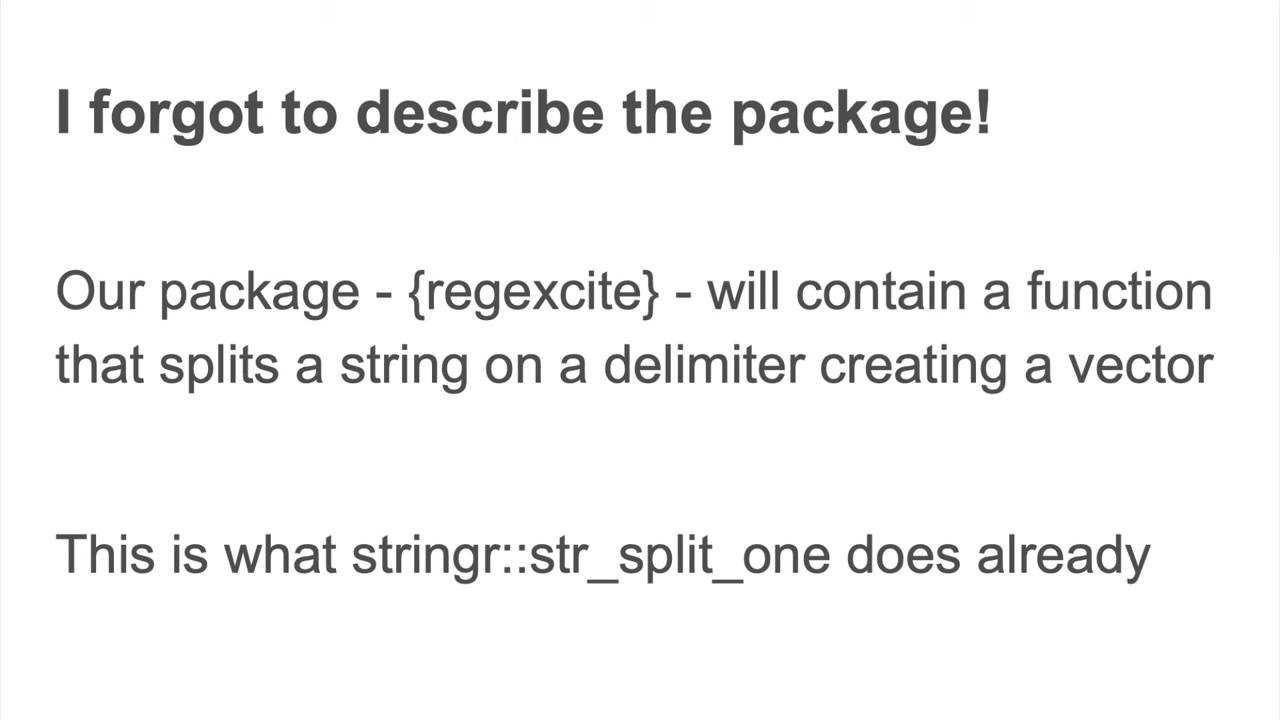 I forgot to describe the package!
Our package - {regexcite} - will contain a function
that splits a string on a delimiter creating a vector
This is what stringr::str_split_one does already